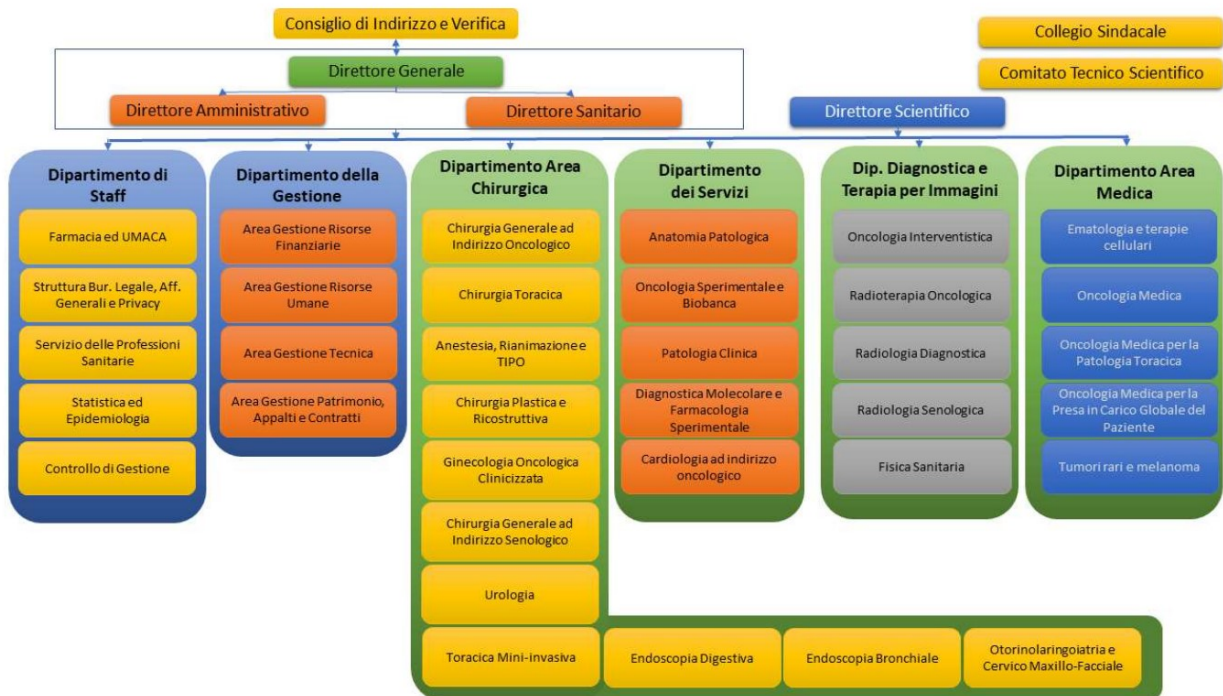 Consiglio di Indirizzo e Verifica
Collegio Sindacale
Direttore Generale
Comitato Tecnico Scientifico
Direttore Amministrativo
Direttore Sanitario
Direttore Scientifico
Dipartimento di
Staff
Farmacia ed UMACA
Struttura Bur. Legale, Aff.
Generali e Privacy
Servizio delle Professioni
Sanitarie
Statistica ed
Epidemiologia
Controllo di Gestione
Dipartimento della
Gestione
Area Gestione Risorse
Finanziarie
Area Gestione Risorse
Umane
Area Gestione Tecnica
Area Gestione Patrimonio,
Appalti e Contratti
Dipartimento Area
Chirurgica
Chirurgia Generale ad
Indirizzo Oncologico
Chirurgia Toracica
Anestesia, Rianimazione e
TIPO
Chirurgia Plastica e
Ricostruttiva
Ginecologia Oncologica
Clinicizzata
Chirurgia Generale ad
Indirizzo Senologico
Urologia
Toracica Mini-invasiva
Endoscopia Digestiva
Endoscopia Bronchiale
Otorinolaringoiatria e
Cervico Maxillo-Facciale
Dipartimento
dei Servizi
Anatomia Patologica
Oncologia Sperimentale e
Biobanca
Patologia Clinica
Diagnostica Molecolare e
Farmacologia
Sperimentale
Cardiologia ad indirizzo
oncologico
Dip. Diagnostica e
Terapia per Immagini
Oncologia Interventistica
Radioterapia Oncologica
Radiologia Diagnostica
Radiologia Senologica
Fisica Sanitaria
Dipartimento Area
Medica
Ematologia e terapie
cellulari
Oncologia Medica
Oncologia Medica per la
Patologia Toracica
Oncologia Medica per la
Presa in Carico Globale del
Paziente
Tumori rari e melanoma